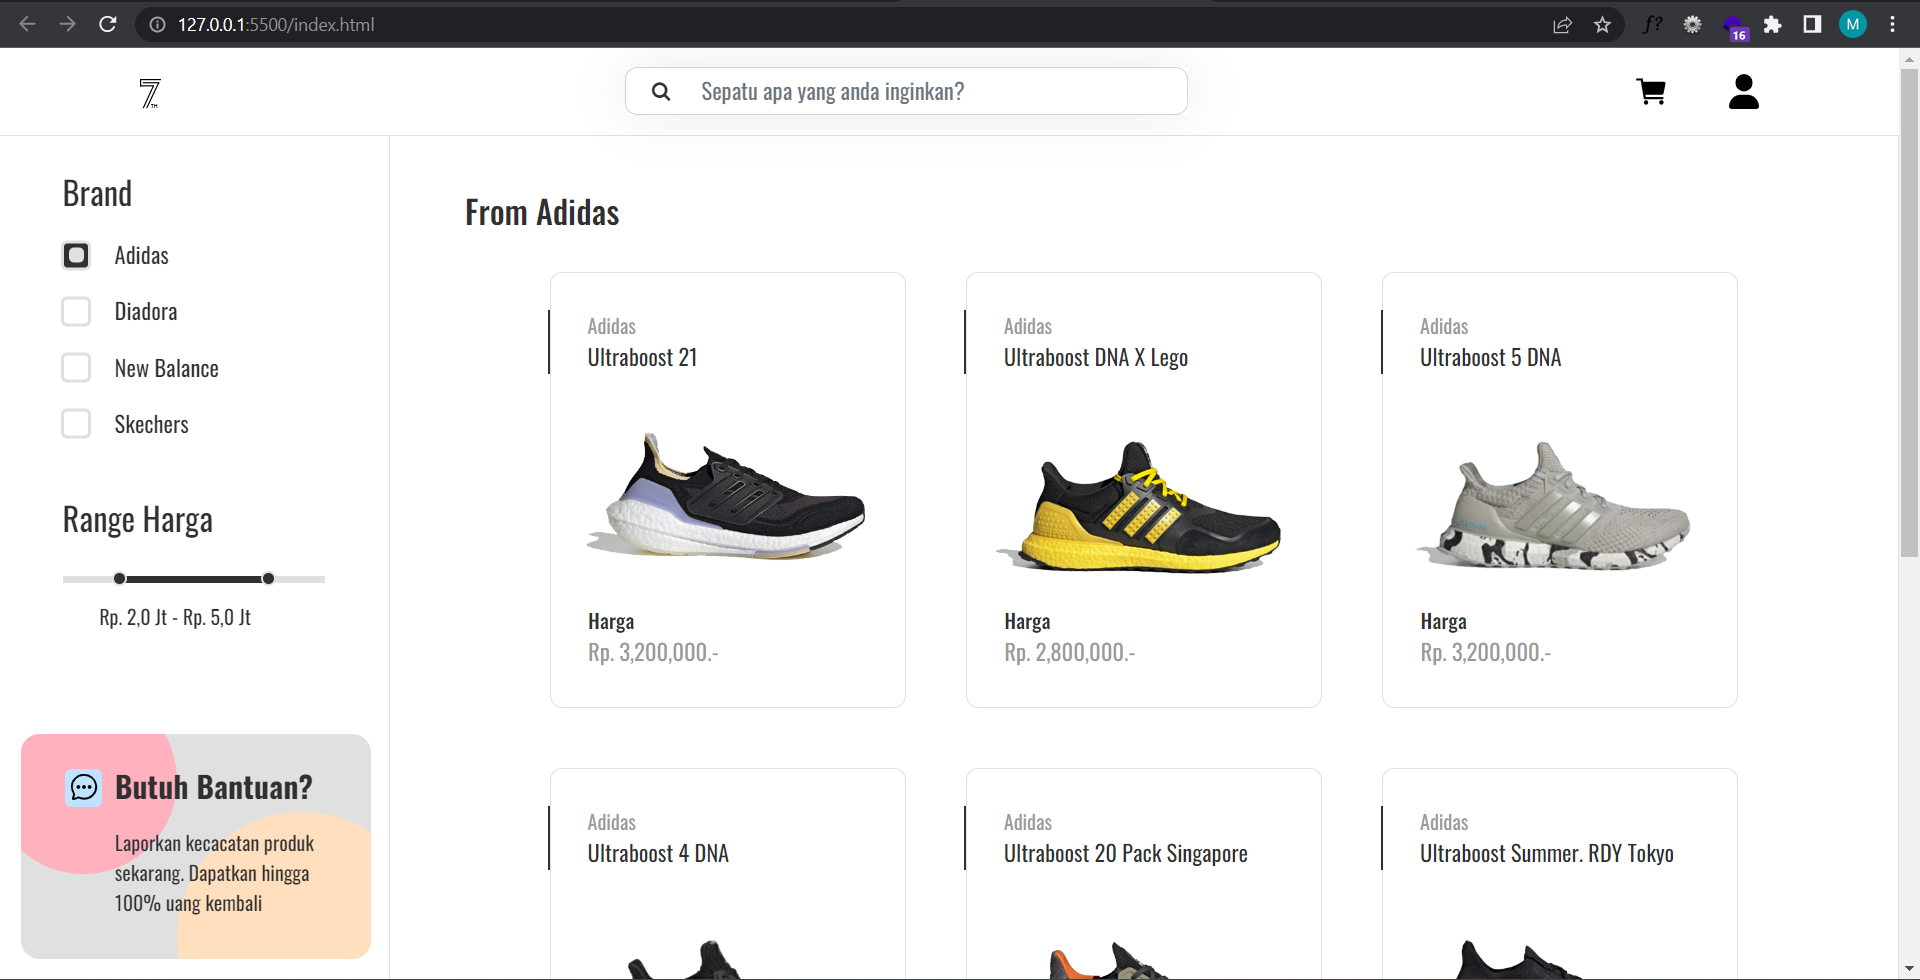 127.0.0.1:5500/index.html
16
M
7TH
Sepatu apa yang anda inginkan?
Brand
Adidas
Diadora
New Balance
Skechers
Range Harga
Rp. 2,0 Jt - Rp. 5,0 Jt
Butuh Bantuan?
Laporkan kecacatan produk
sekarang. Dapatkan hingga
100% uang kembali
From Adidas
Adidas
Ultraboost 21
Harga
Rp. 3,200,000.-
Adidas
Ultraboost DNA X Lego
Harga
Rp. 2,800,000.-
Adidas
Ultraboost 5 DNA
Harga
Rp. 3,200,000.-
Adidas
Ultraboost 4 DNA
Adidas
Ultraboost 20 Pack Singapore
Adidas
Ultraboost Summer. RDY Tokyo